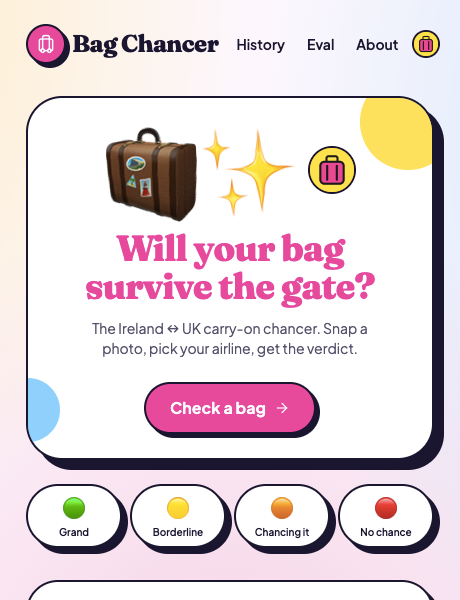 Bag Chancer
History
Eval
About
Will your bag
survive the gate?
The Ireland ↔ UK carry-on chancer. Snap a
photo, pick your airline, get the verdict.
Check a bag →
Grand
Borderline
Chancing it
No chance